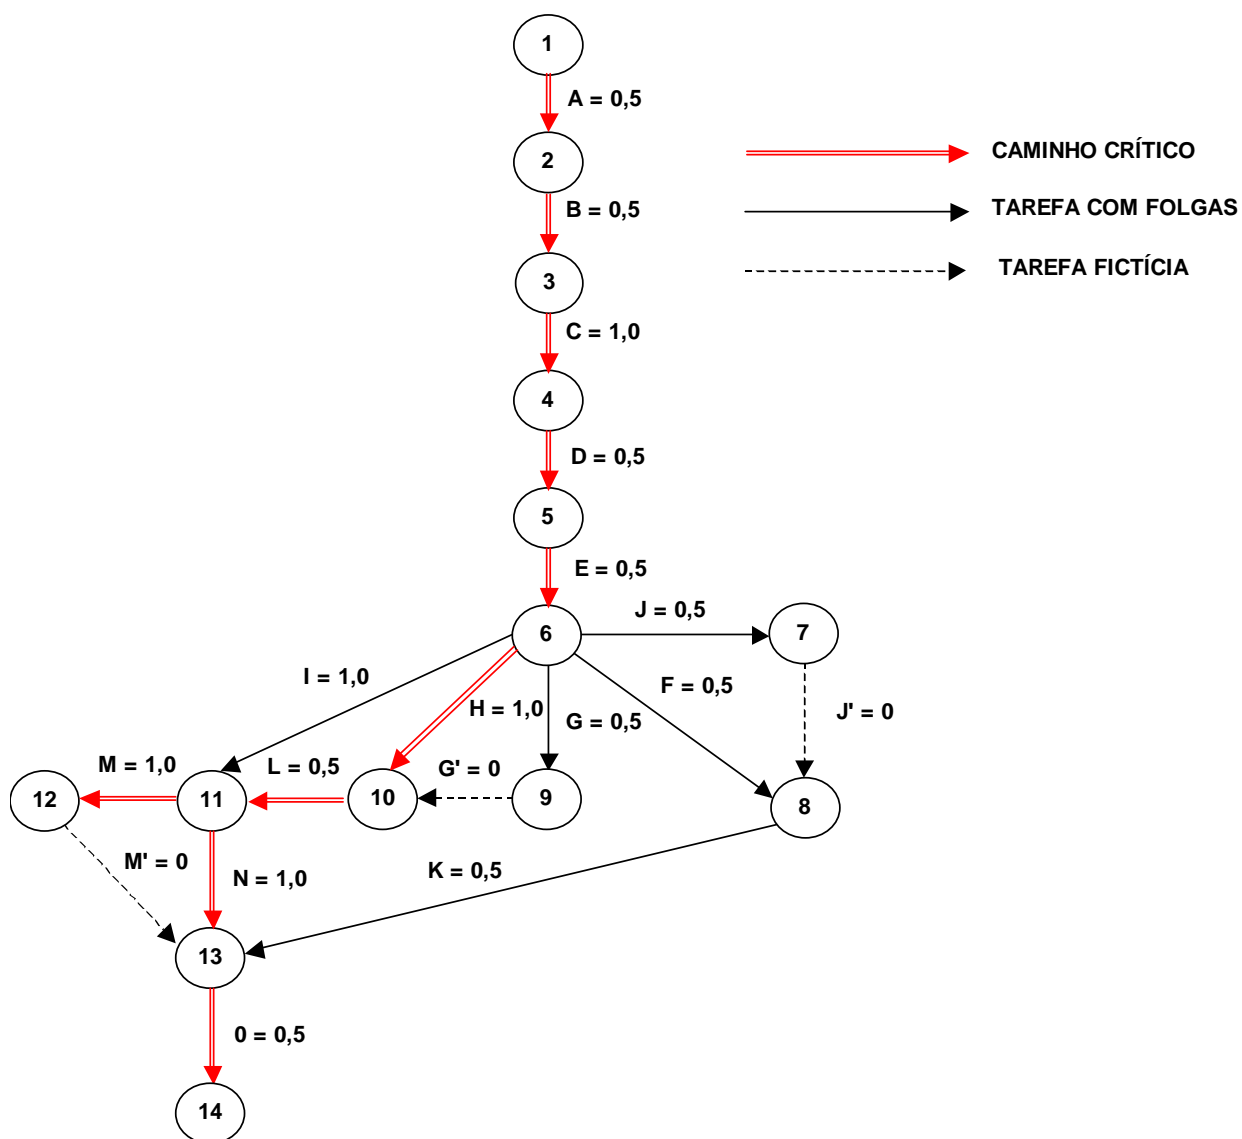 1
A = 0,5
CAMINHO CRÍTICO
2
B = 0,5
TAREFA COM FOLGAS
3
TAREFA FICTÍCIA
C = 1,0
4
D = 0,5
5
E = 0,5
J = 0,5
6
7
I = 1,0
F = 0,5
H = 1,0
G = 0,5
J' = 0
M = 1,0
L = 0,5
G' = 0
12
11
10
9
8
M' = 0
N = 1,0
K = 0,5
13
0 = 0,5
14